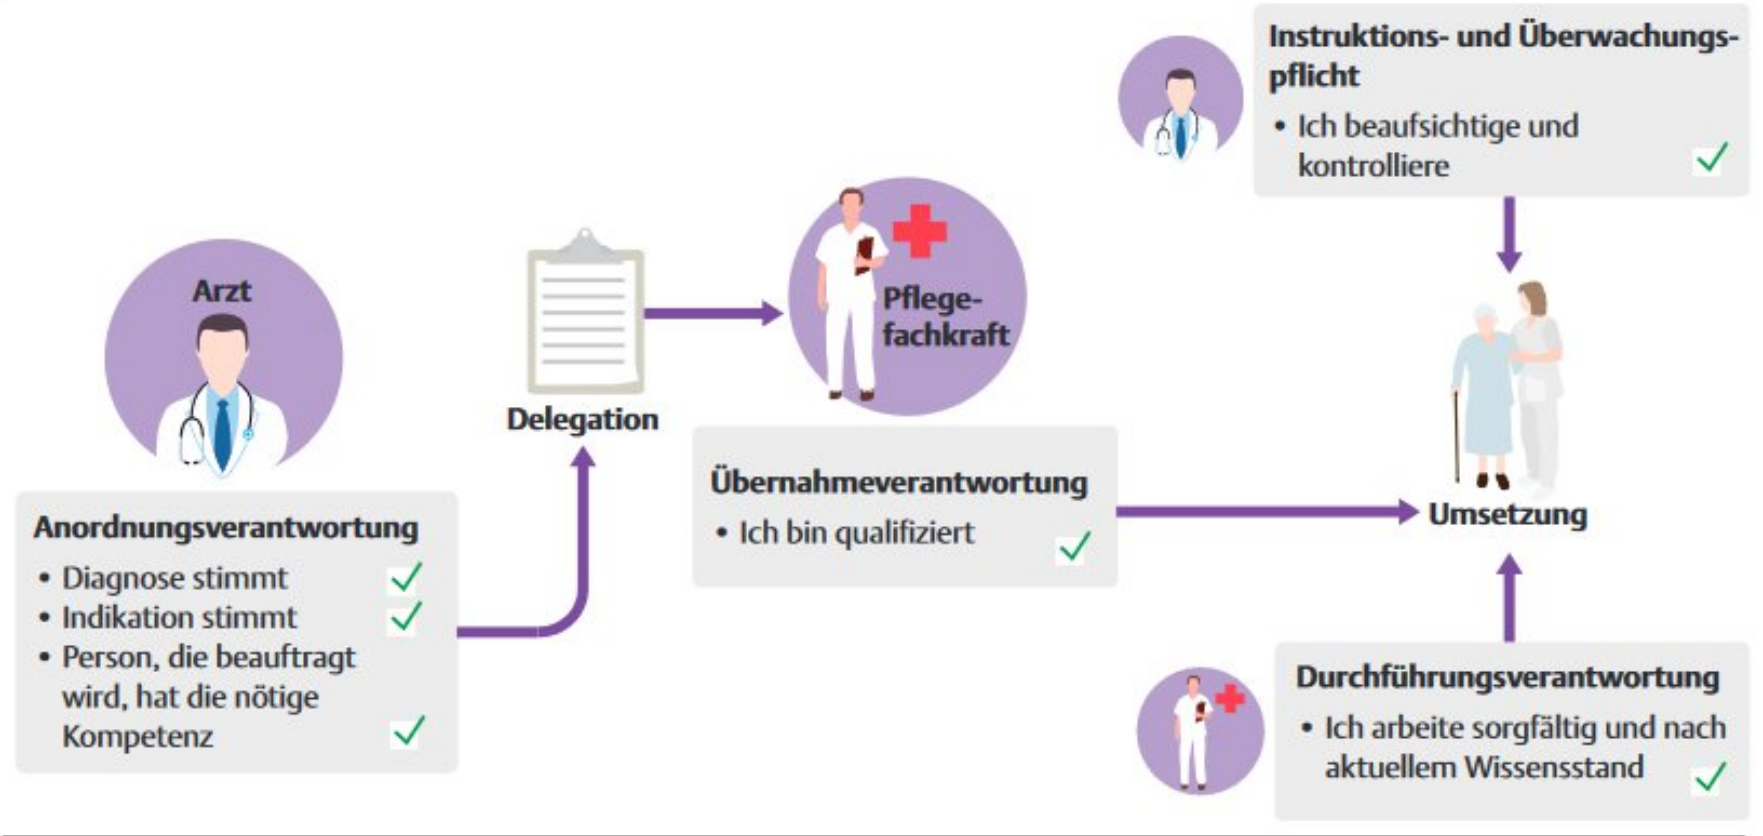 Arzt
Anordnungsverantwortung
• Diagnose stimmt
• Indikation stimmt
• Person, die beauftragt
wird, hat die nötige
Kompetenz
Delegation
Pflege-
fachkraft
Übernahmeverantwortung
• Ich bin qualifiziert
Instruktions- und Überwachungs-
pflicht
• Ich beaufsichtige und
kontrolliere
Umsetzung
Durchführungsverantwortung
• Ich arbeite sorgfältig und nach
aktuellem Wissensstand